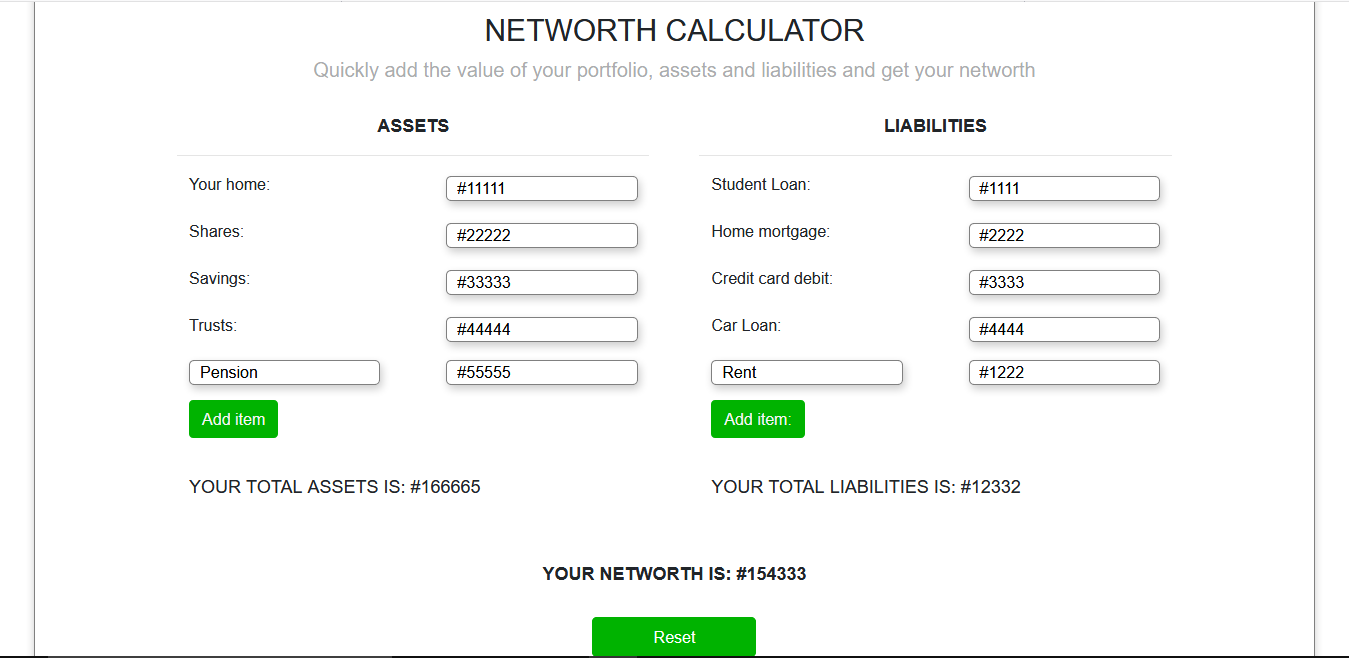 NETWORTH CALCULATOR
Quickly add the value of your portfolio, assets and liabilities and get your networth
ASSETS
Your home: #11111
Shares: #22222
Savings: #33333
Trusts: #44444
Pension #55555
Add item
YOUR TOTAL ASSETS IS: #166665
LIABILITIES
Student Loan: #1111
Home mortgage: #2222
Credit card debit: #3333
Car Loan: #4444
Rent #1222
Add item:
YOUR TOTAL LIABILITIES IS: #12332
YOUR NETWORTH IS: #154333
Reset